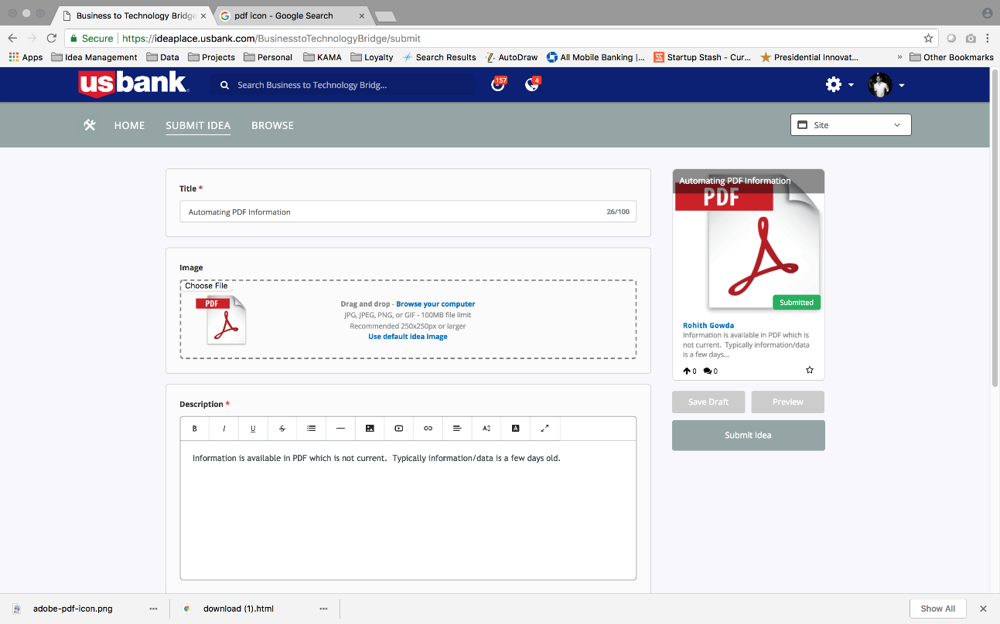 Business to Technology Bridge
pdf icon - Google Search
Secure
https://ideaplace.usbank.com/BusinesstoTechnologyBridge/submit
Apps Idea Management Data Projects Personal KAMA Loyalty Search Results AutoDraw All Mobile Banking |... Startup Stash - Cur... Presidential Innovat... » Other Bookmarks
usbank.
Search Business to Technology Bridg...
157
4
HOME SUBMIT IDEA BROWSE
Site
Title *
Automating PDF Information
26/100
Image
Choose File
PDF
Drag and drop - Browse your computer
JPG, JPEG, PNG, or GIF - 100MB file limit
Recommended 250x250px or larger
Use default idea image
Description *
B I U S A
Information is available in PDF which is not current.  Typically information/data is a few days old.
Automating PDF Information
PDF
Submitted
Rohith Gowda
Information is available in PDF which is
not current.  Typically information/data
is a few days...
0 0
Save Draft Preview
Submit Idea
adobe-pdf-icon.png
download (1).html
Show All